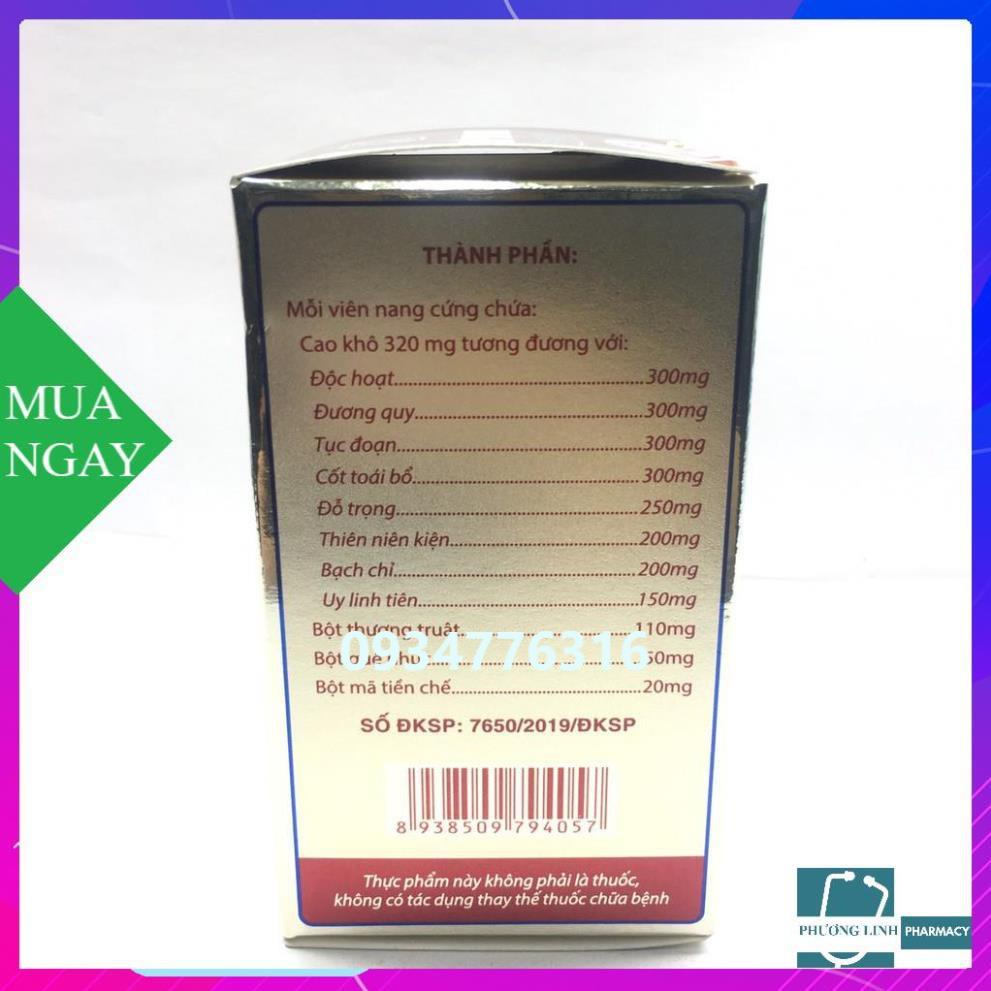 THÀNH PHẦN:
Mỗi viên nang cứng chứa:
Cao khô 320 mg tương đương với:
Độc hoạt..........300mg
Đương quy..........300mg
Tục đoạn..........300mg
Cốt toái bổ..........300mg
Đỗ trọng..........250mg
Thiên niên kiện..........200mg
Bạch chỉ..........200mg
Uy linh tiên..........150mg
Bột thương truật..........110mg
Bột quế
Bột mã tiền chế..........20mg
0934776316
SỐ ĐKSP: 7650/2019/ĐKSP
8 938509 794057
Thực phẩm này không phải là thuốc,
không có tác dụng thay thế thuốc chữa bệnh
MUA
NGAY
PHƯƠNG LINH PHARMACY